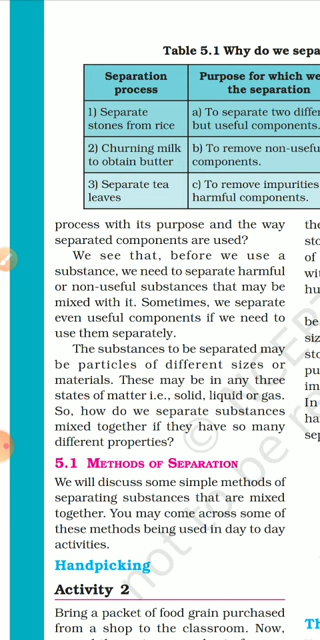 Table 5.1 Why do we sepa
Separation process
Purpose for which we
the separation
1) Separate
stones from rice
a) To separate two differ
but useful components.
2) Churning milk
to obtain butter
b) To remove non-usefu
components.
3) Separate tea
leaves
c) To remove impurities
harmful components.
process with its purpose and the way
separated components are used?
We see that, before we use a
substance, we need to separate harmful
or non-useful substances that may be
mixed with it. Sometimes, we separate
even useful components if we need to
use them separately.
The substances to be separated may
be particles of different sizes or
materials. These may be in any three
states of matter i.e., solid, liquid or gas.
So, how do we separate substances
mixed together if they have so many
different properties?
5.1 METHODS OF SEPARATION
We will discuss some simple methods of
separating substances that are mixed
together. You may come across some of
these methods being used in day to day
activities.
Handpicking
Activity 2
Bring a packet of food grain purchased
from a shop to the classroom. Now,
the
sto
of
wit
hu
be
siz
sto
pu
im
In
ha
sep
Th
© NCERT
not to be re